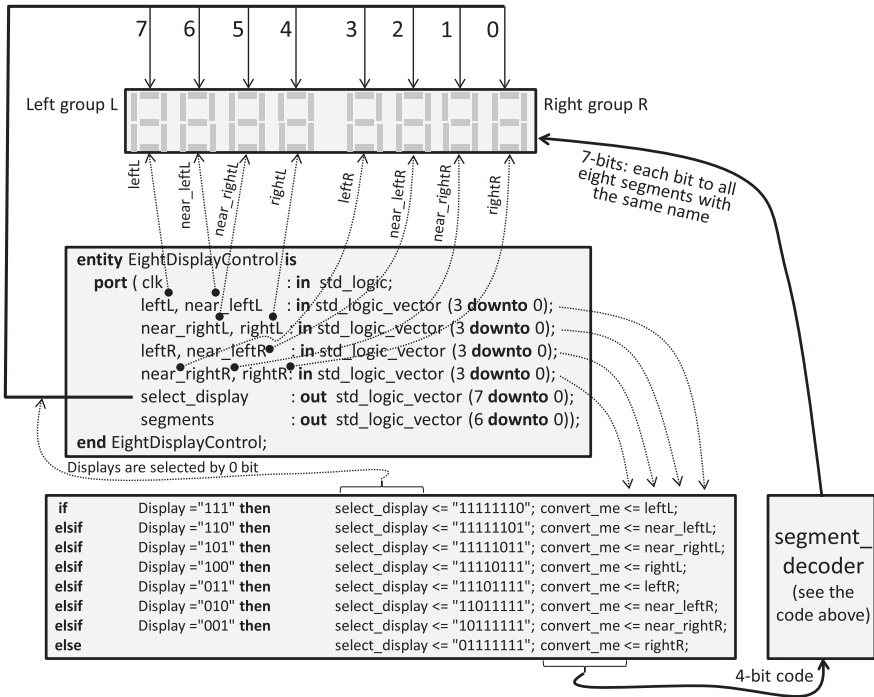 7 6 5 4 3 2 1 0
Left group L
Right group R
leftL
near_leftL
near_rightL
rightL
leftR
near_leftR
near_rightR
rightR
7-bits: each bit to all
eight segments with
the same name
entity EightDisplayControl is
port ( clk : in std_logic;
leftL, near_leftL : in std_logic_vector (3 downto 0);
near_rightL, rightL : in std_logic_vector (3 downto 0);
leftR, near_leftR : in std_logic_vector (3 downto 0);
near_rightR, rightR: in std_logic_vector (3 downto 0);
select_display : out std_logic_vector (7 downto 0);
segments : out std_logic_vector (6 downto 0));
end EightDisplayControl;
Displays are selected by 0 bit
if Display ="111" then select_display <= "11111110"; convert_me <= leftL;
elsif Display ="110" then select_display <= "11111101"; convert_me <= near_leftL;
elsif Display ="101" then select_display <= "11111011"; convert_me <= near_rightL;
elsif Display ="100" then select_display <= "11110111"; convert_me <= rightL;
elsif Display ="011" then select_display <= "11101111"; convert_me <= leftR;
elsif Display ="010" then select_display <= "11011111"; convert_me <= near_leftR;
elsif Display ="001" then select_display <= "10111111"; convert_me <= near_rightR;
else select_display <= "01111111"; convert_me <= rightR;
segment_
decoder
(see the
code above)
4-bit code